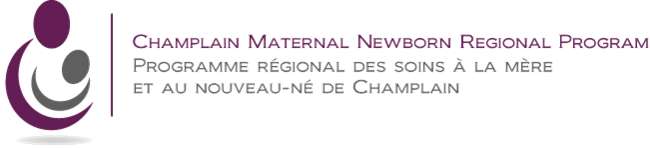 Champlain Maternal Newborn Regional Program
Programme régional des soins à la mère
et au nouveau-né de Champlain